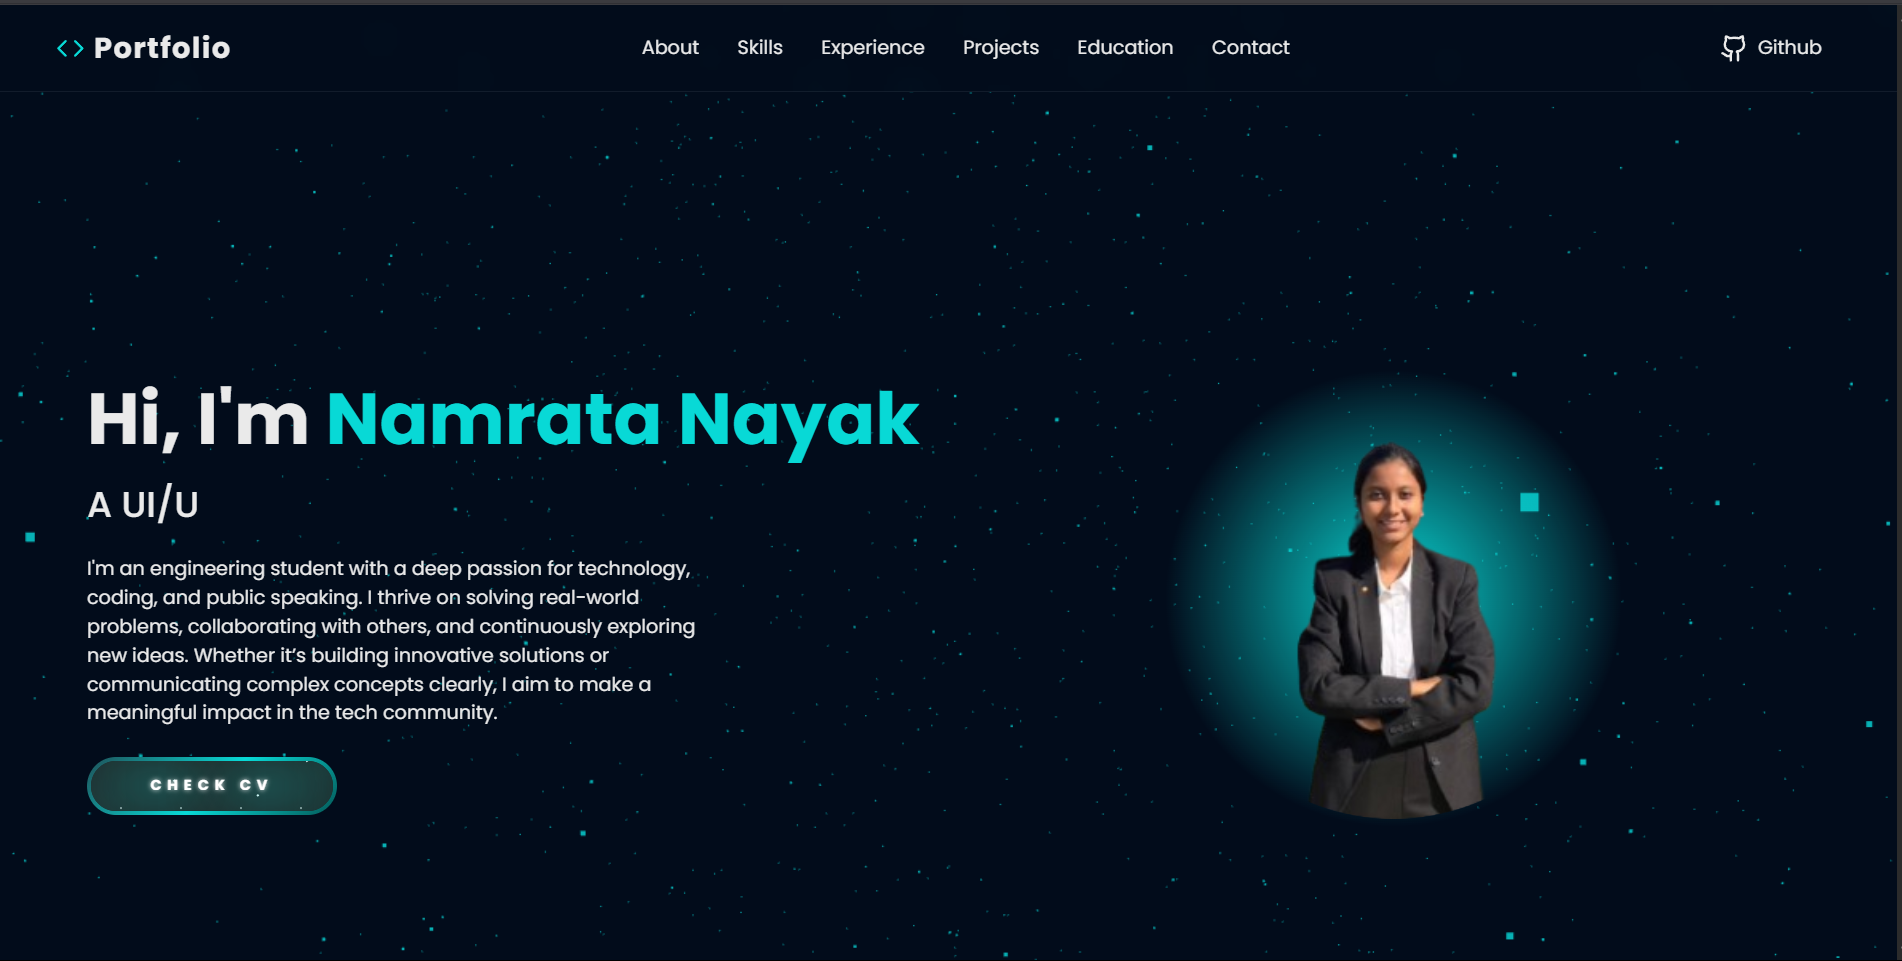 <> Portfolio
About Skills Experience Projects Education Contact
Github
Hi, I'm Namrata Nayak
A UI/U
I'm an engineering student with a deep passion for technology,
coding, and public speaking. I thrive on solving real-world
problems, collaborating with others, and continuously exploring
new ideas. Whether it’s building innovative solutions or
communicating complex concepts clearly, I aim to make a
meaningful impact in the tech community.
CHECK CV